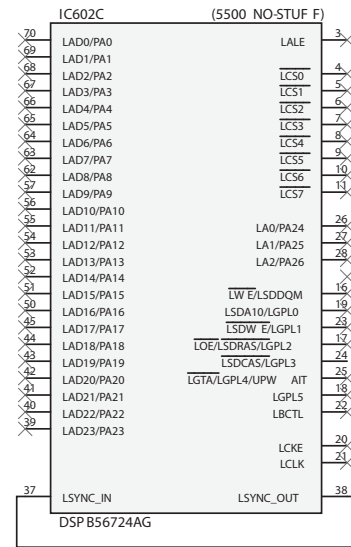 IC602C (5500 NO-STUF F)
70 LAD0/PA0 LALE 3
69 LAD1/PA1
68 LAD2/PA2 LCS0 4
67 LAD3/PA3 LCS1 5
66 LAD4/PA4 LCS2 6
65 LAD5/PA5 LCS3 7
64 LAD6/PA6 LCS4 8
63 LAD7/PA7 LCS5 9
62 LAD8/PA8 LCS6 10
57 LAD9/PA9 LCS7 11
56 LAD10/PA10
55 LAD11/PA11 LA0/PA24 26
54 LAD12/PA12 LA1/PA25 27
53 LAD13/PA13 LA2/PA26 28
52 LAD14/PA14
51 LAD15/PA15 LW E/LSDDQM 16
50 LAD16/PA16 LSDA10/LGPL0 19
45 LAD17/PA17 LSDW E/LGPL1 23
44 LAD18/PA18 LOE/LSDRAS/LGPL2 17
43 LAD19/PA19 LSDCAS/LGPL3 24
42 LAD20/PA20 LGTA/LGPL4/UPW AIT 25
41 LAD21/PA21 LGPL5 18
40 LAD22/PA22 LBCTL 22
39 LAD23/PA23
LCKE 20
LCLK 21
37 LSYNC_IN LSYNC_OUT 38
DSP B56724AG